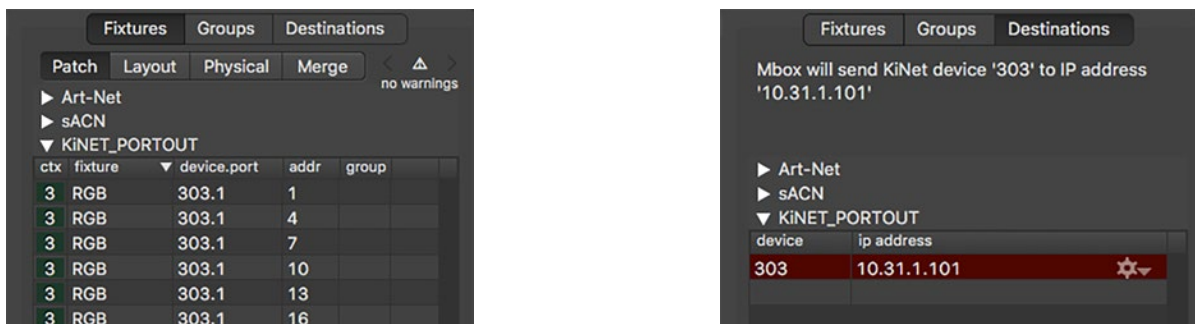 Fixtures Groups Destinations
Patch Layout Physical Merge
no warnings
Art-Net
sACN
KiNET_PORTOUT
ctx fixture device.port addr group
3 RGB 303.1 1
3 RGB 303.1 4
3 RGB 303.1 7
3 RGB 303.1 10
3 RGB 303.1 13
3 RGB 303.1 16
Fixtures Groups Destinations
Mbox will send KiNet device '303' to IP address
'10.31.1.101'
Art-Net
sACN
KiNET_PORTOUT
device ip address
303 10.31.1.101